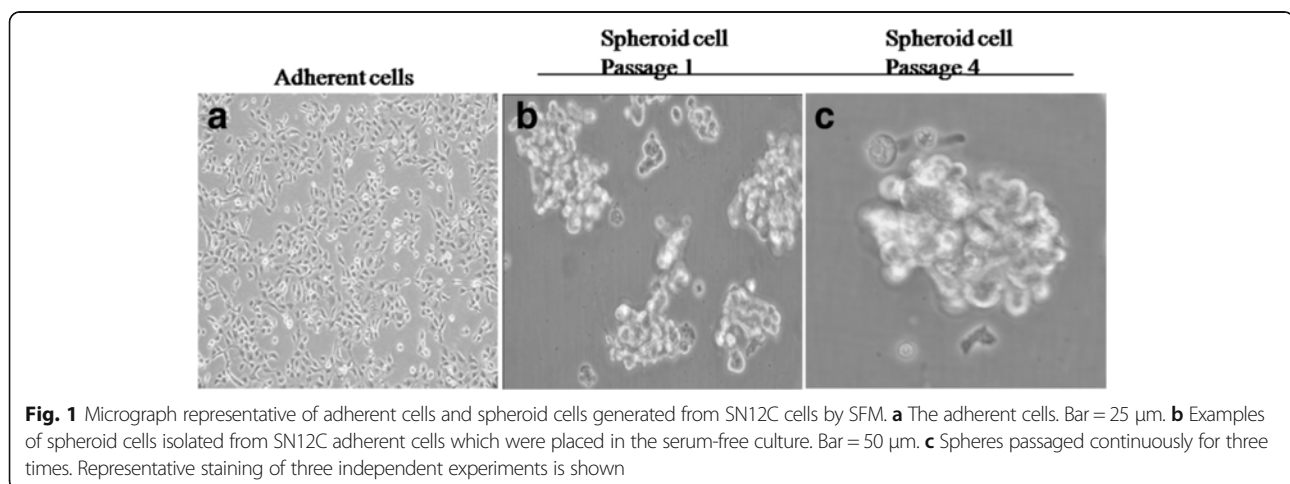 Spheroid cell
Passage 1
Spheroid cell
Passage 4
Adherent cells
a
b
c
Fig. 1 Micrograph representative of adherent cells and spheroid cells generated from SN12C cells by SFM. a The adherent cells. Bar = 25 μm. b Examples
of spheroid cells isolated from SN12C adherent cells which were placed in the serum-free culture. Bar = 50 μm. c Spheres passaged continuously for three
times. Representative staining of three independent experiments is shown